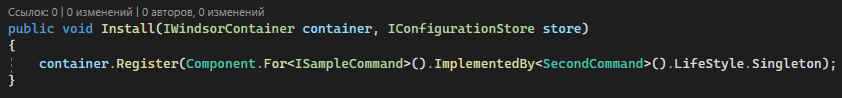 Ссылок: 0 | 0 изменений | 0 авторов, 0 изменений
public void Install(IWindsorContainer container, IConfigurationStore store)
{
    container.Register(Component.For<ISampleCommand>().ImplementedBy<SecondCommand>().LifeStyle.Singleton);
}